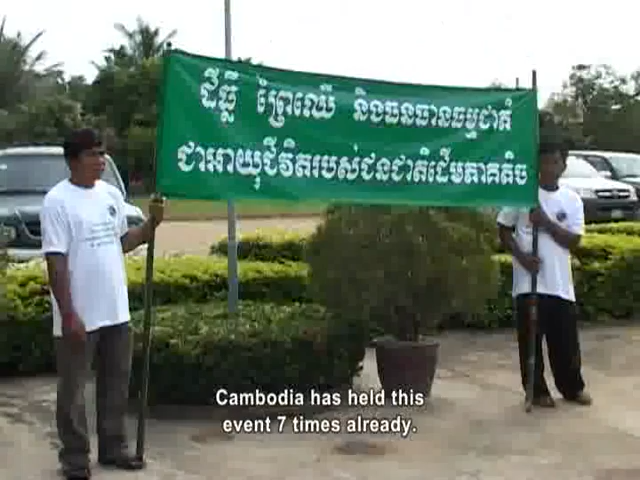 ដីធ្លី ព្រៃឈើ និងធនធានធម្មជាតិ
ជាអាយុជីវិតរបស់ជនជាតិដើមភាគតិច
Cambodia has held this
event 7 times already.